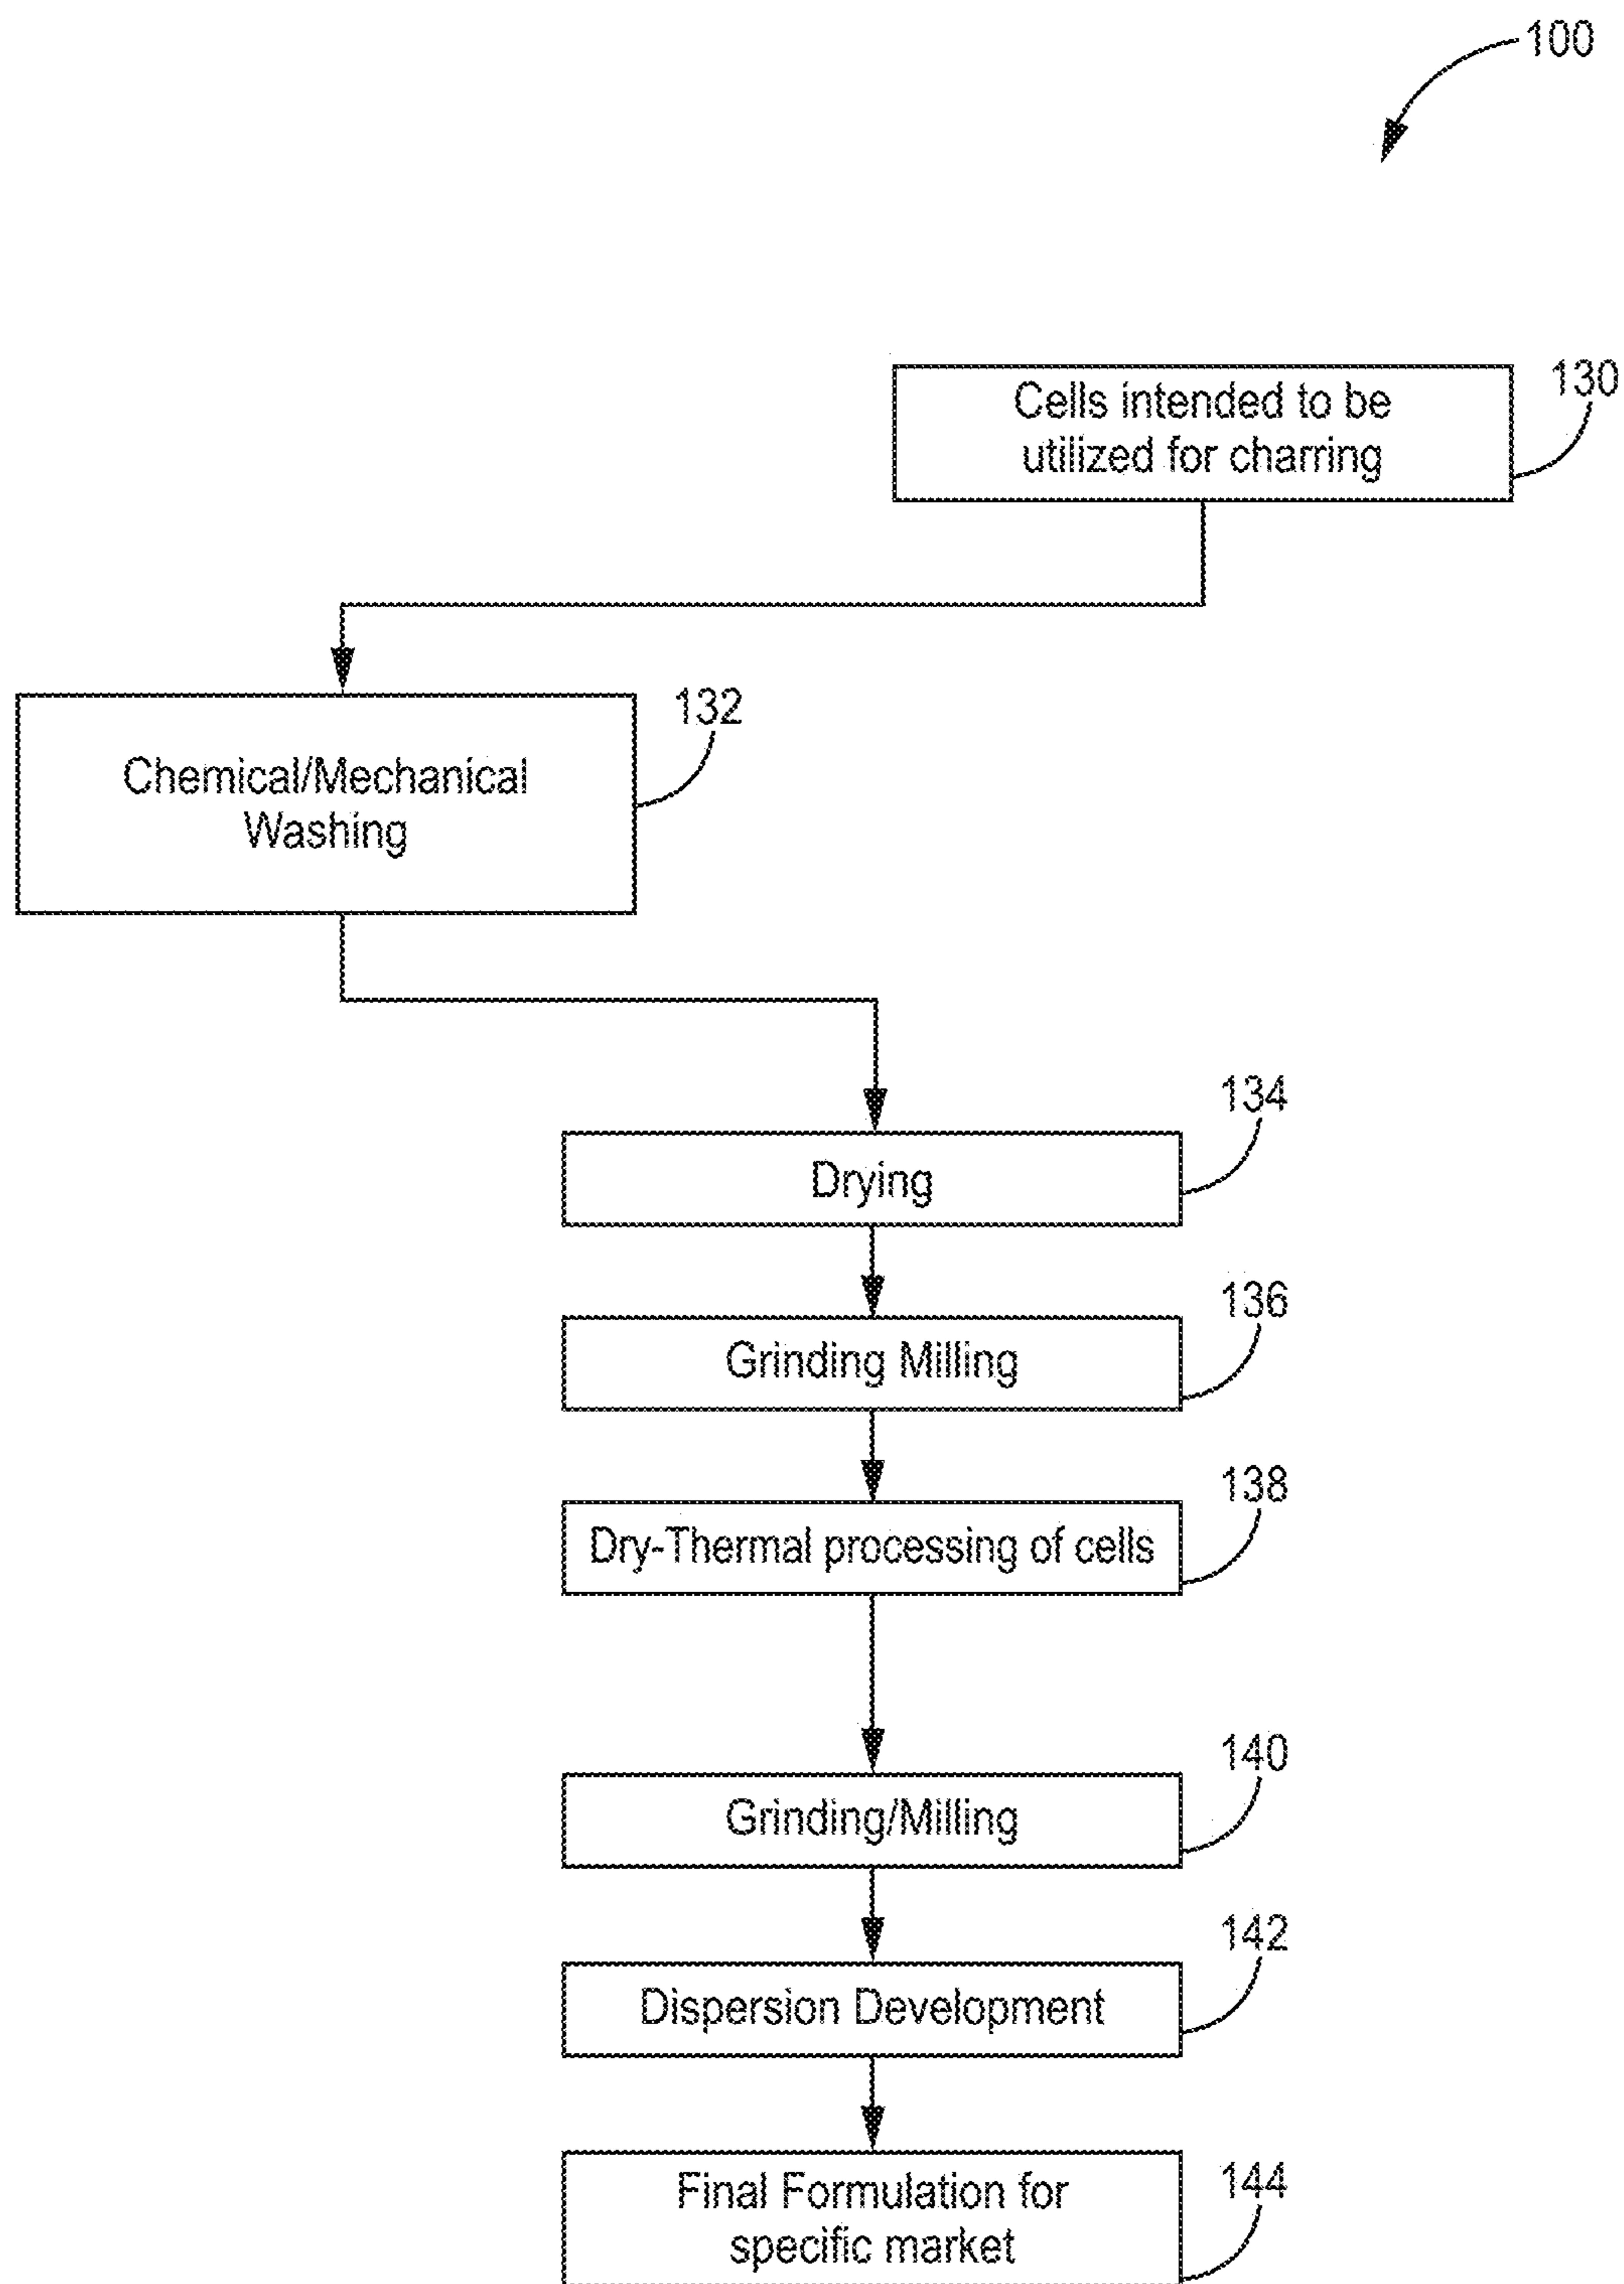 100
Cells intended to be
utilized for charring
130
132
Chemical/Mechanical
Washing
134
Drying
136
Grinding Milling
138
Dry-Thermal processing of cells
140
Grinding/Milling
142
Dispersion Development
144
Final Formulation for
specific market